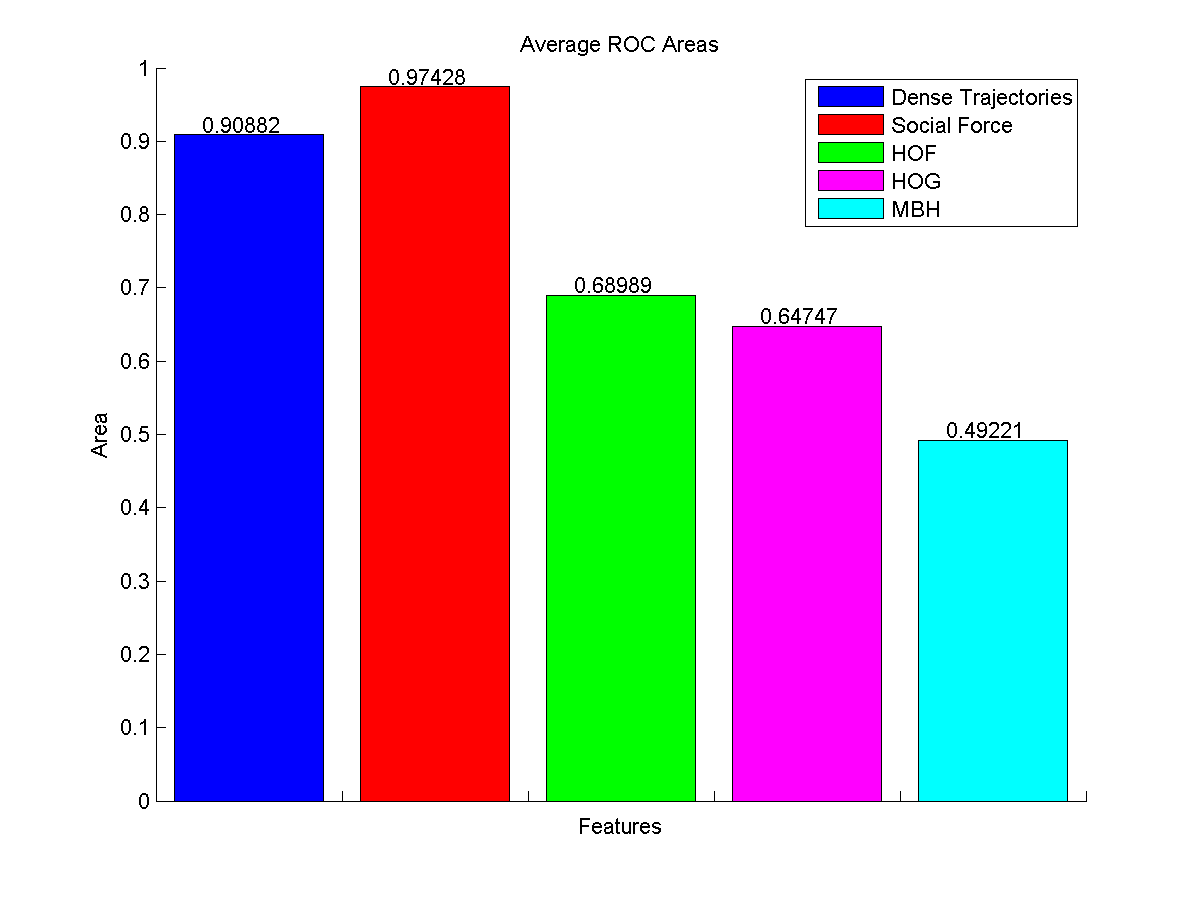 Average ROC Areas
0.90882
0.97428
0.68989
0.64747
0.49221
Dense Trajectories
Social Force
HOF
HOG
MBH
1
0.9
0.8
0.7
0.6
0.5
0.4
0.3
0.2
0.1
0
Area
Features